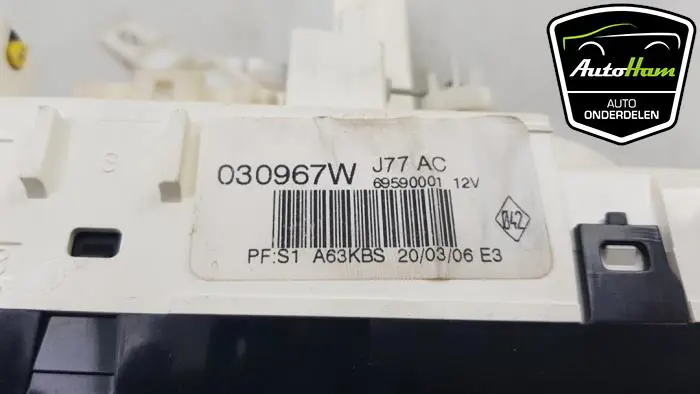 AutoHam
AUTO
ONDERDELEN
030967W J77 AC
69590001 12V
042
PF:S1 A63KBS 20/03/06 E3